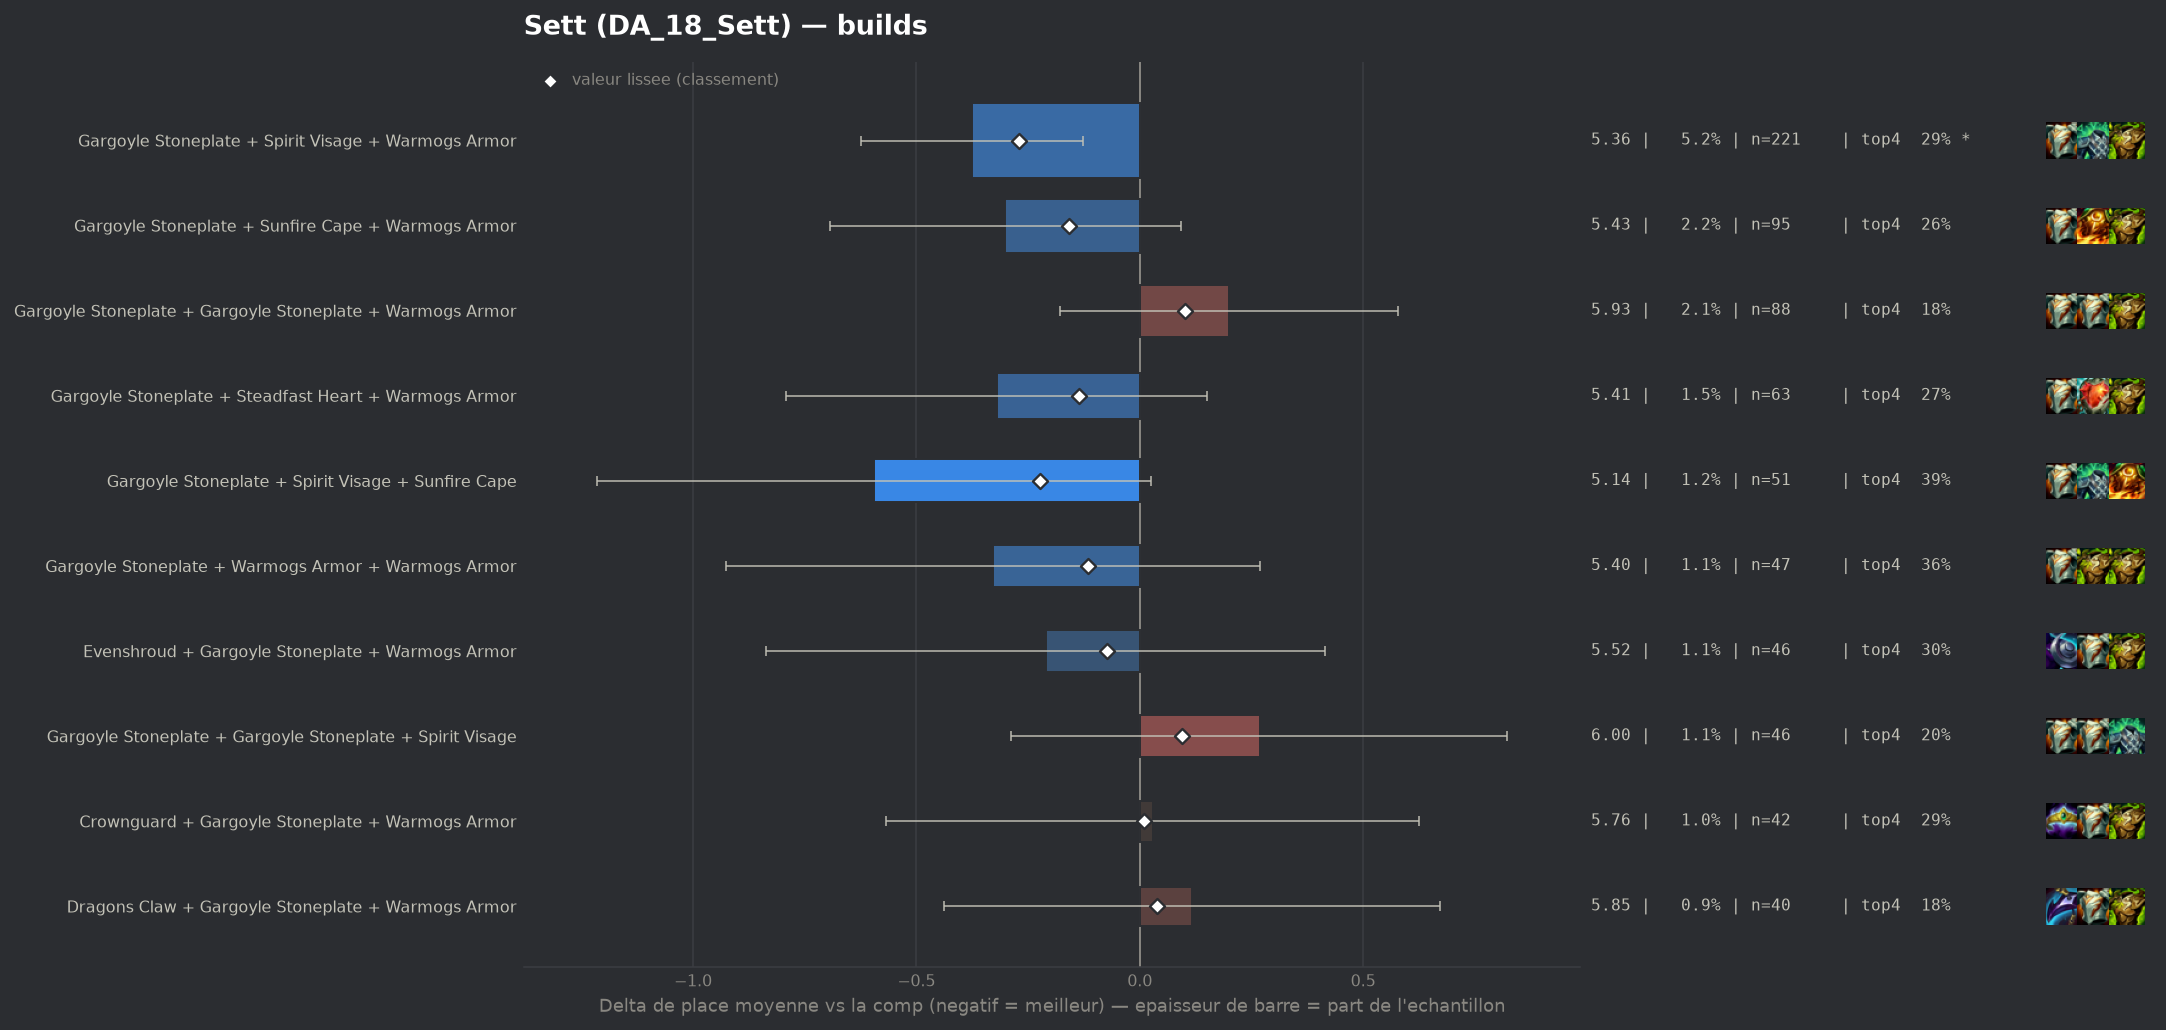 Sett (DA_18_Sett) — builds
valeur lissee (classement)
Gargoyle Stoneplate + Spirit Visage + Warmogs Armor 5.36 | 5.2% | n=221 | top4 29% *
Gargoyle Stoneplate + Sunfire Cape + Warmogs Armor 5.43 | 2.2% | n=95 | top4 26%
Gargoyle Stoneplate + Gargoyle Stoneplate + Warmogs Armor 5.93 | 2.1% | n=88 | top4 18%
Gargoyle Stoneplate + Steadfast Heart + Warmogs Armor 5.41 | 1.5% | n=63 | top4 27%
Gargoyle Stoneplate + Spirit Visage + Sunfire Cape 5.14 | 1.2% | n=51 | top4 39%
Gargoyle Stoneplate + Warmogs Armor + Warmogs Armor 5.40 | 1.1% | n=47 | top4 36%
Evenshroud + Gargoyle Stoneplate + Warmogs Armor 5.52 | 1.1% | n=46 | top4 30%
Gargoyle Stoneplate + Gargoyle Stoneplate + Spirit Visage 6.00 | 1.1% | n=46 | top4 20%
Crownguard + Gargoyle Stoneplate + Warmogs Armor 5.76 | 1.0% | n=42 | top4 29%
Dragons Claw + Gargoyle Stoneplate + Warmogs Armor 5.85 | 0.9% | n=40 | top4 18%
−1.0 −0.5 0.0 0.5
Delta de place moyenne vs la comp (negatif = meilleur) — epaisseur de barre = part de l'echantillon